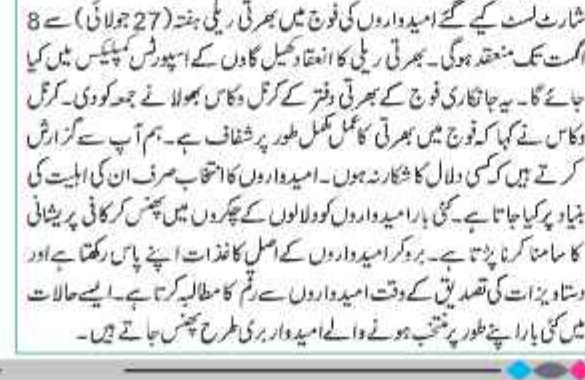 شارٹ لسٹ کیے گئے امیدواروں کی فوج میں بھرتی ریلی ہفتہ (27 جولائی) سے 8
اگست تک منعقد ہوگی۔ بھرتی ریلی کا انعقاد کھیل گاوں کے اسپورٹس کمپلیکس میں کیا
جائے گا۔ یہ جانکاری فوج کے بھرتی دفتر کے کرنل وکاس بھولا نے جمعہ کو دی۔ کرنل
وکاس نے کہا کہ فوج میں بھرتی کا عمل مکمل طور پر شفاف ہے۔ ہم آپ سے گزارش
کرتے ہیں کہ کسی دلال کا شکار نہ ہوں۔ امیدواروں کا انتخاب صرف ان کی اہلیت کی
بنیاد پر کیا جاتا ہے۔ کئی بار امیدواروں کو دلالوں کے چکروں میں پھنس کر کافی پریشانی
کا سامنا کرنا پڑتا ہے۔ بروکر امیدواروں کے اصل کاغذات اپنے پاس رکھتا ہے اور
دستاویزات کی تصدیق کے وقت امیدواروں سے رقم کا مطالبہ کرتا ہے۔ ایسے حالات
میں کئی بار اپنے طور پر منتخب ہونے والے امیدوار بری طرح پھنس جاتے ہیں۔